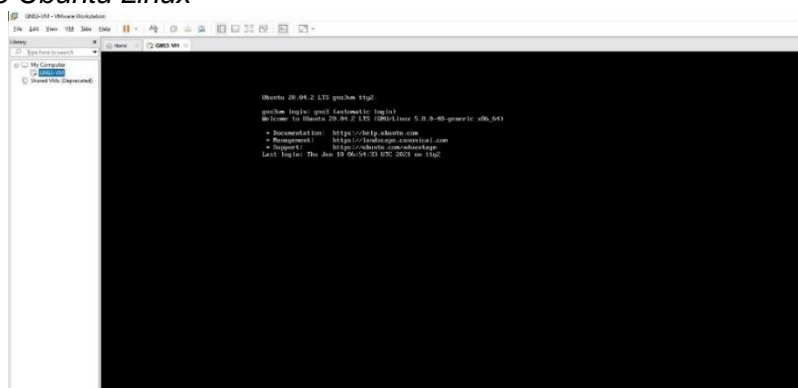 Ubuntu Linux
GNS3-VM - VMware Workstation
File Edit View VM Tabs Help
Library
Type here to search
My Computer
GNS3 VM
Shared VMs (Deprecated)
Home
GNS3 VM
Ubuntu 20.04.2 LTS gns3vm tty2
gns3vm login: gns3 (automatic login)
Welcome to Ubuntu 20.04.2 LTS (GNU/Linux 5.8.0-48-generic x86_64)
* Documentation: https://help.ubuntu.com
* Management: https://landscape.canonical.com
* Support: https://ubuntu.com/advantage
Last login: Thu Jun 10 06:54:33 UTC 2021 on tty2